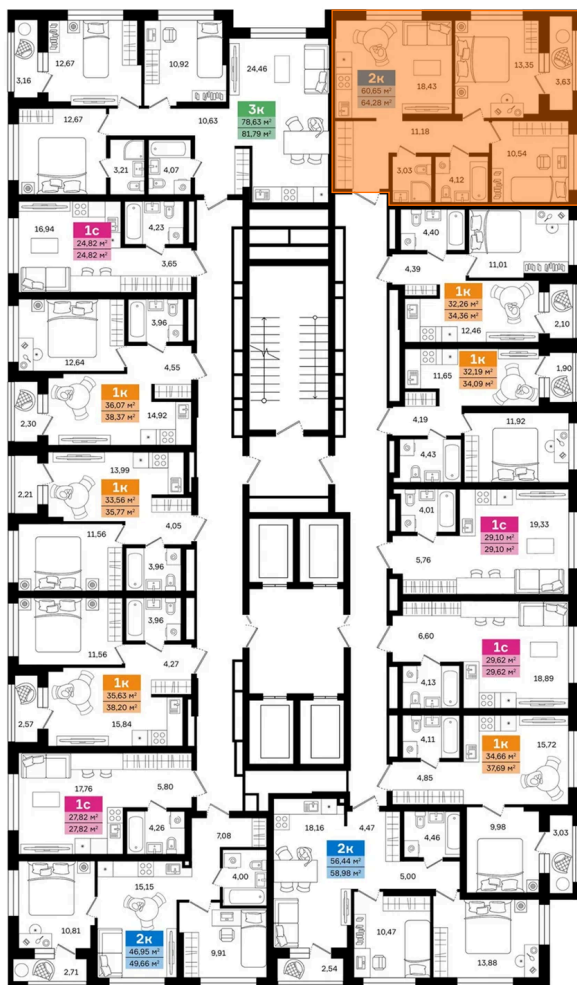 3,16
12,67
10,92
24,46
3к
78,63 м²
81,79 м²
12,67
10,63
3,21
4,07
2к
60,65 м²
64,28 м²
18,43
13,35
3,63
11,18
3,03
4,12
10,54
16,94
1с
24,82 м²
24,82 м²
4,23
3,65
4,40
11,01
4,39
1к
32,26 м²
34,36 м²
12,46
2,10
3,96
12,64
4,55
1к
36,07 м²
38,37 м²
14,92
2,30
11,65
1к
32,19 м²
34,09 м²
1,90
4,19
11,92
4,43
13,99
2,21
1к
33,56 м²
35,77 м²
4,05
11,56
3,96
4,01
1с
29,10 м²
29,10 м²
19,33
5,76
3,96
11,56
4,27
1к
35,63 м²
38,20 м²
2,57
15,84
6,60
1с
29,62 м²
29,62 м²
4,13
18,89
4,11
1к
34,66 м²
37,69 м²
15,72
4,85
17,76
5,80
1с
27,82 м²
27,82 м²
4,26
7,08
18,16
4,47
2к
56,44 м²
58,98 м²
4,46
5,00
9,98
3,03
15,15
4,00
10,81
2к
46,95 м²
49,66 м²
9,91
2,71
2,54
10,47
13,88